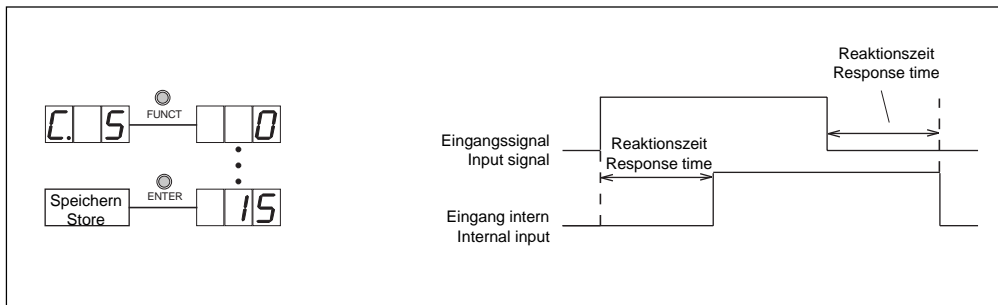 FUNCT
C. 5
0
ENTER
Speichern
Store
15
Reaktionszeit
Response time
Eingangssignal
Input signal
Reaktionszeit
Response time
Eingang intern
Internal input